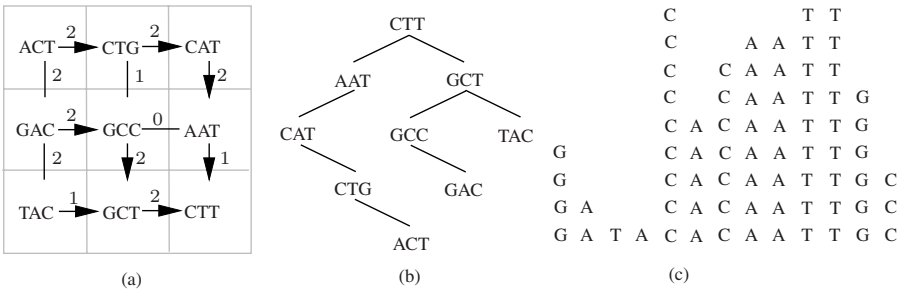 ACT 2 CTG 2 CAT
2 1 2
GAC 2 GCC 0 AAT
2 2 1
TAC 1 GCT 2 CTT
(a)
CTT
AAT GCT
CAT GCC TAC
CTG GAC
ACT
(b)
C T T
C A A T T
C C A A T T
C C A A T T G
C A C A A T T G
G C A C A A T T G
G C A C A A T T G C
G A C A C A A T T G C
G A T A C A C A A T T G C
(c)